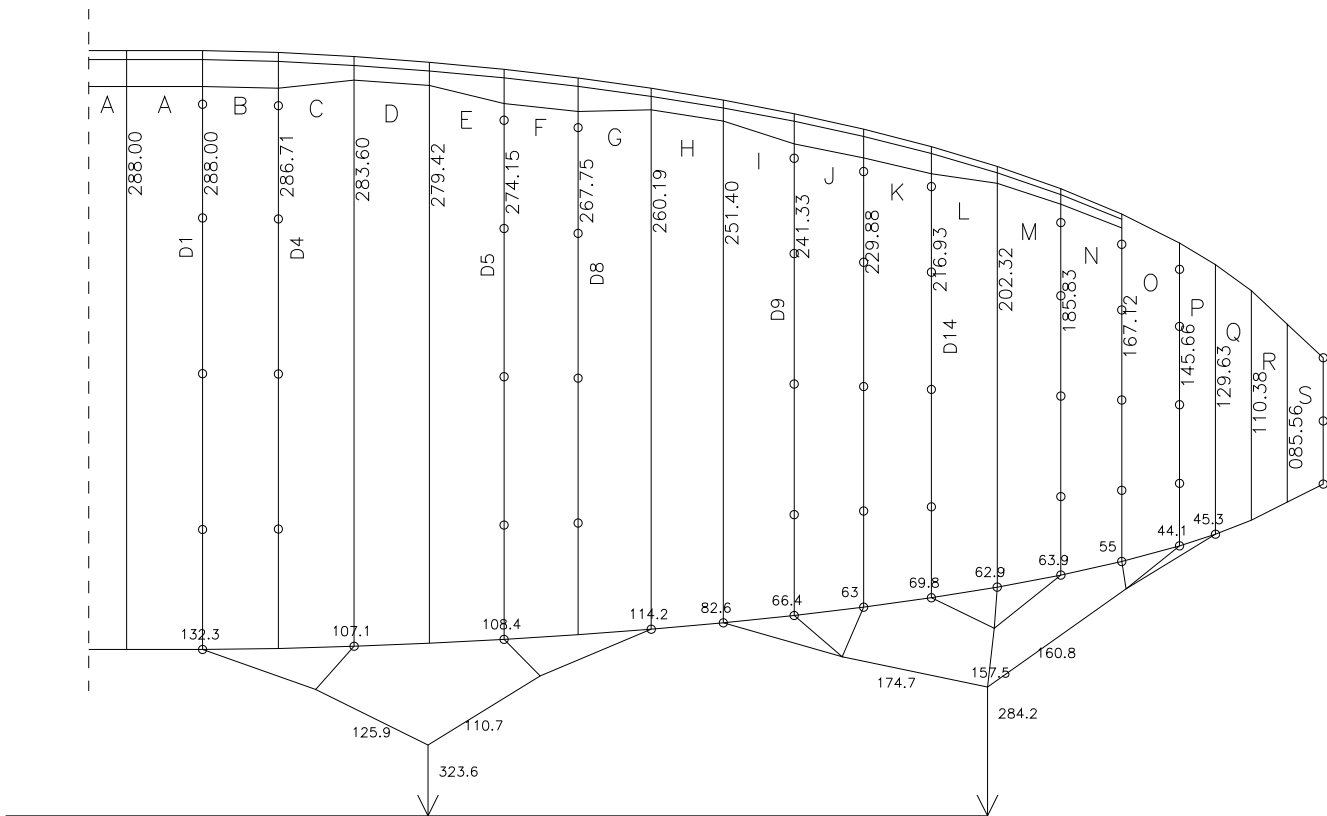 A
A
B
C
D
E
F
G
H
I
J
K
L
M
N
O
P
Q
R
S
288.00
288.00
286.71
283.60
279.42
274.15
267.75
260.19
251.40
241.33
229.88
216.93
202.32
185.83
167.12
145.66
129.63
110.38
085.56
D1
D4
D5
D8
D9
D14
132.3
107.1
108.4
114.2
82.6
66.4
63
69.8
62.9
63.9
55
44.1
45.3
125.9
110.7
174.7
157.5
160.8
323.6
284.2